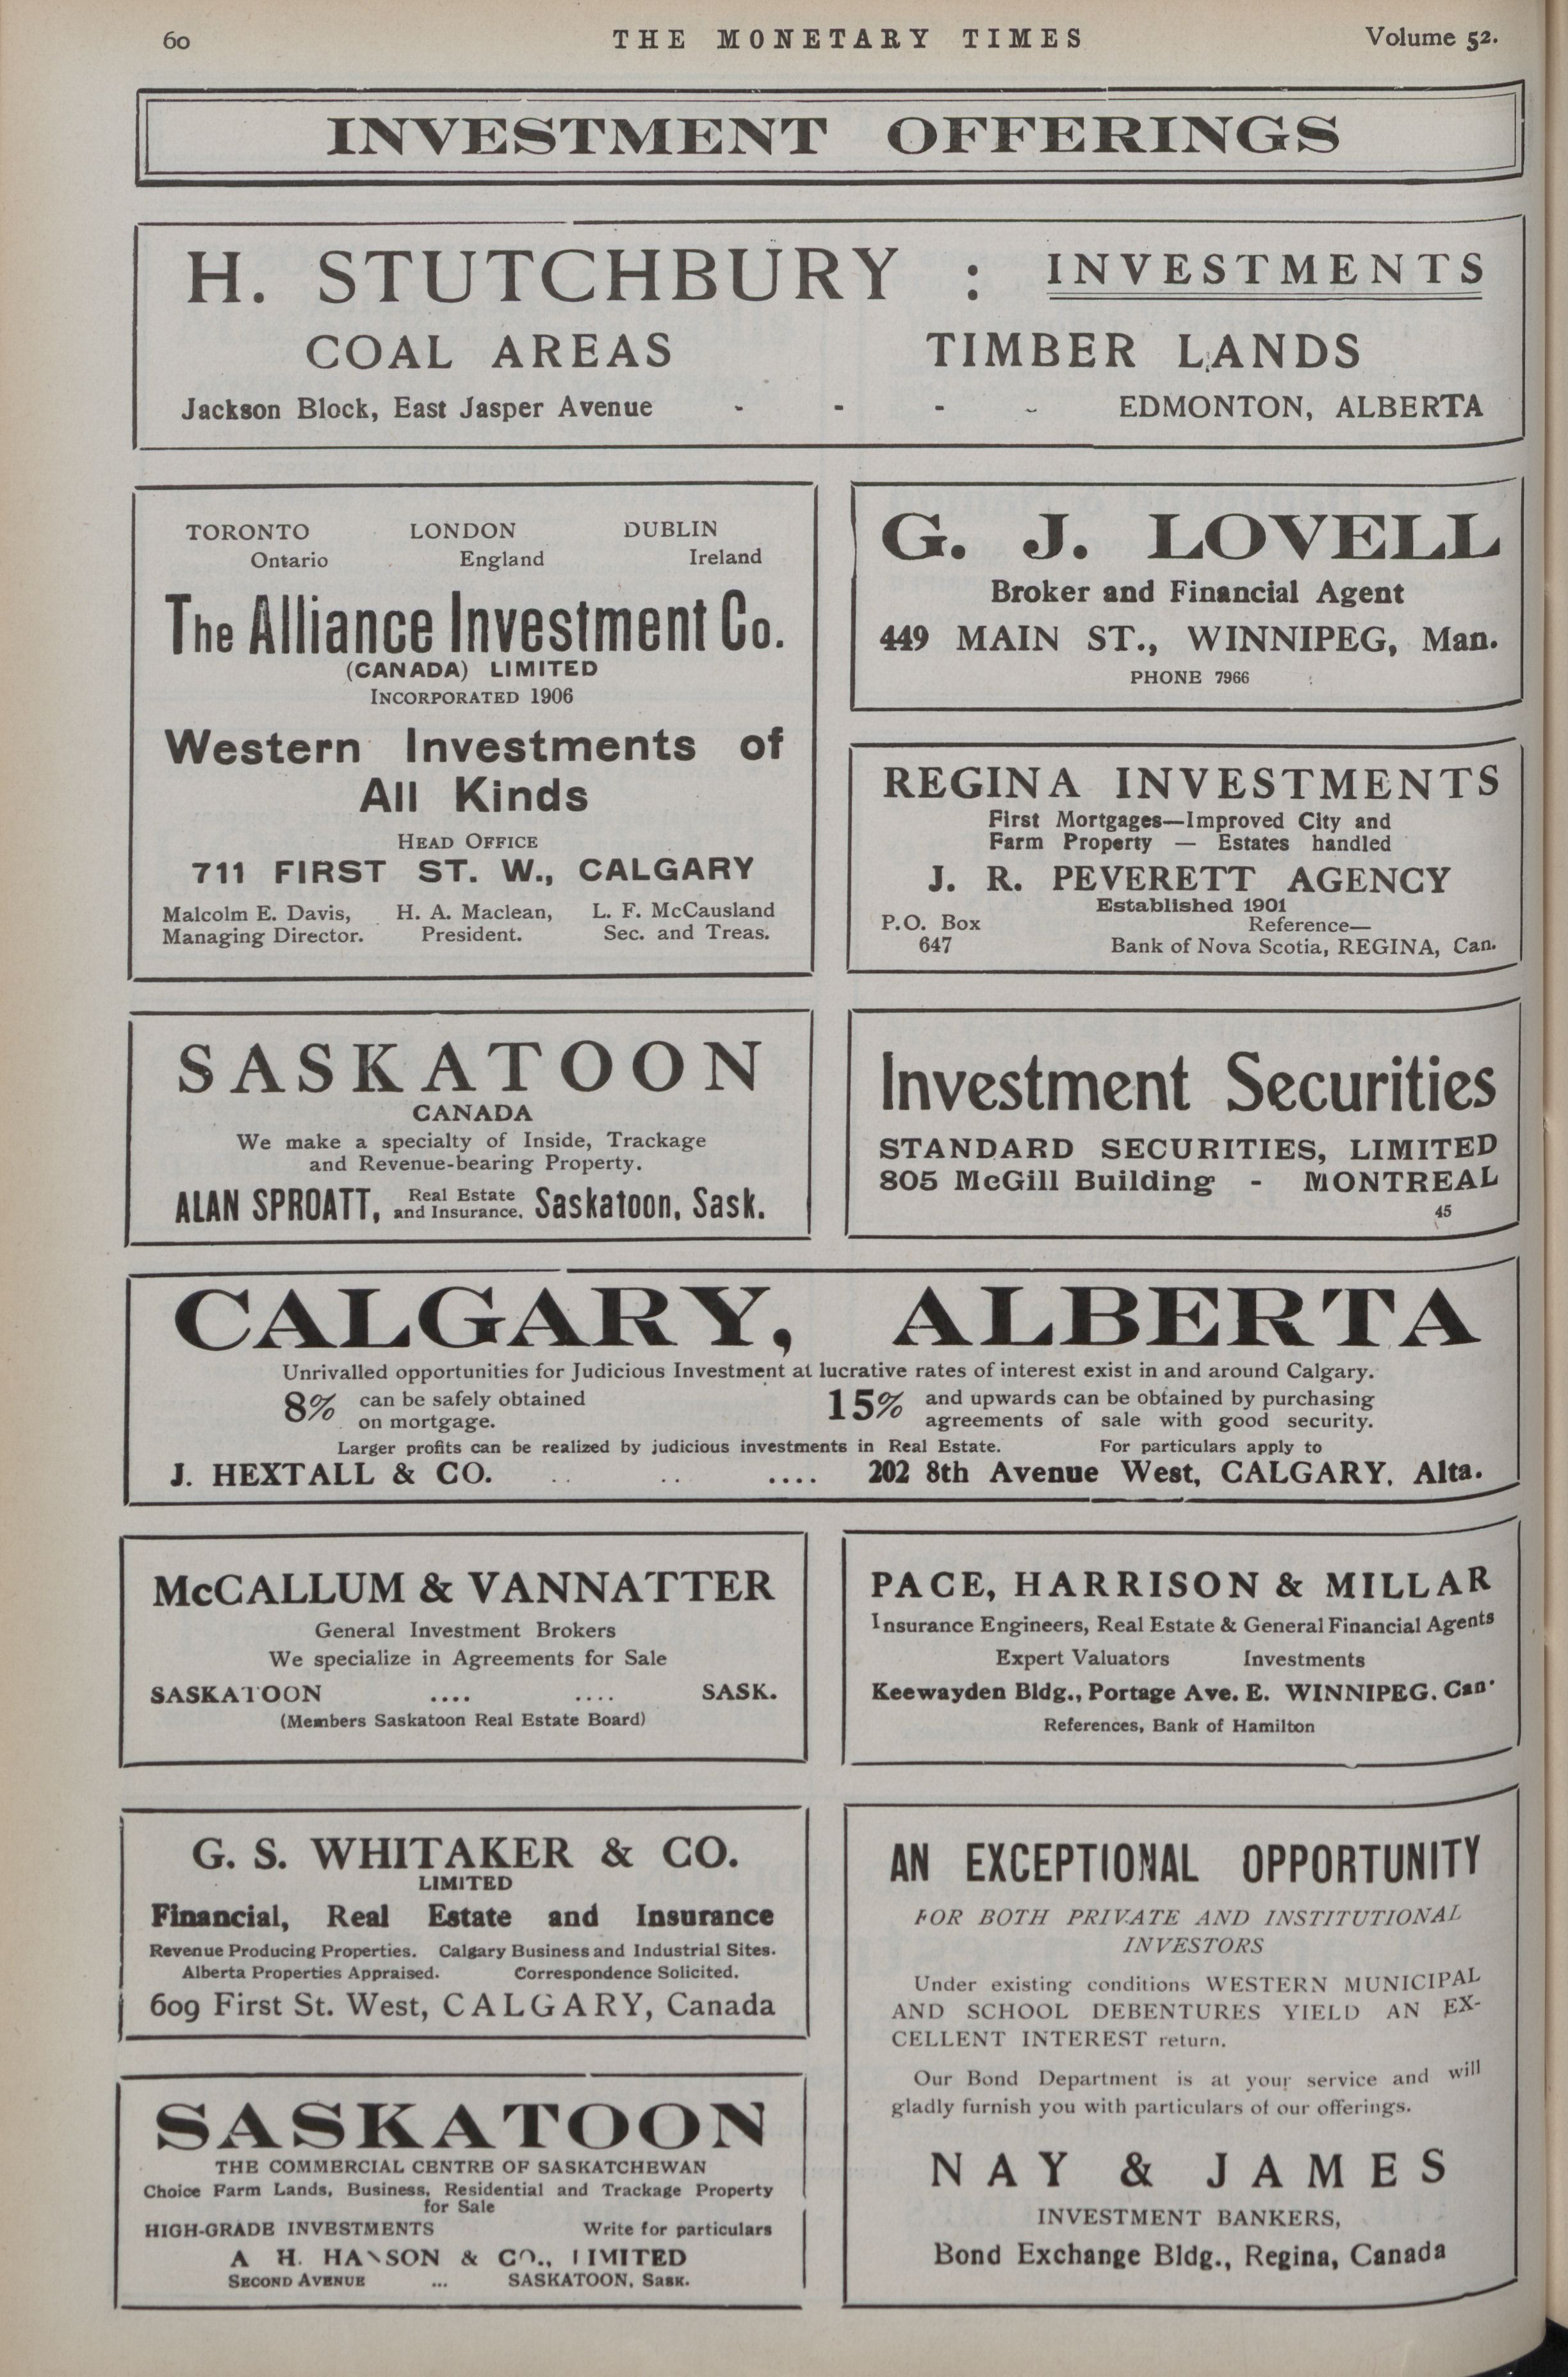 60
THE MONETARY TIMES
Volume 52.
INVESTMENT OFFERINGS
H. STUTCHBURY : INVESTMENTS
COAL AREAS TIMBER LANDS
Jackson Block, East Jasper Avenue - - - - EDMONTON, ALBERTA
TORONTO LONDON DUBLIN
Ontario England Ireland
The Alliance Investment Co.
(CANADA) LIMITED
INCORPORATED 1906
Western Investments of
All Kinds
HEAD OFFICE
711 FIRST ST. W., CALGARY
Malcolm E. Davis, H. A. Maclean, L. F. McCausland
Managing Director. President. Sec. and Treas.
G. J. LOVELL
Broker and Financial Agent
449 MAIN ST., WINNIPEG, Man.
PHONE 7966
REGINA INVESTMENTS
First Mortgages—Improved City and
Farm Property — Estates handled
J. R. PEVERETT AGENCY
Established 1901
P.O. Box Reference—
647 Bank of Nova Scotia, REGINA, Can.
SASKATOON
CANADA
We make a specialty of Inside, Trackage
and Revenue-bearing Property.
ALAN SPROATT, Real Estate and Insurance, Saskatoon, Sask.
Investment Securities
STANDARD SECURITIES, LIMITED
805 McGill Building - MONTREAL
45
CALGARY, ALBERTA
Unrivalled opportunities for Judicious Investment at lucrative rates of interest exist in and around Calgary.
8% can be safely obtained 15% and upwards can be obtained by purchasing
on mortgage. agreements of sale with good security.
Larger profits can be realized by judicious investments in Real Estate. For particulars apply to
J. HEXTALL & CO. .. .. .... 202 8th Avenue West, CALGARY, Alta.
McCALLUM & VANNATTER
General Investment Brokers
We specialize in Agreements for Sale
SASKATOON .... .... SASK.
(Members Saskatoon Real Estate Board)
PACE, HARRISON & MILLAR
Insurance Engineers, Real Estate & General Financial Agents
Expert Valuators Investments
Keewayden Bldg., Portage Ave. E. WINNIPEG, Can.
References, Bank of Hamilton
G. S. WHITAKER & CO.
LIMITED
Financial, Real Estate and Insurance
Revenue Producing Properties. Calgary Business and Industrial Sites.
Alberta Properties Appraised. Correspondence Solicited.
609 First St. West, CALGARY, Canada
SASKATOON
THE COMMERCIAL CENTRE OF SASKATCHEWAN
Choice Farm Lands, Business, Residential and Trackage Property
for Sale
HIGH-GRADE INVESTMENTS Write for particulars
A H. HANSON & CO., LIMITED
SECOND AVENUE ... SASKATOON, SASK.
AN EXCEPTIONAL OPPORTUNITY
FOR BOTH PRIVATE AND INSTITUTIONAL
INVESTORS
Under existing conditions WESTERN MUNICIPAL
AND SCHOOL DEBENTURES YIELD AN EX-
CELLENT INTEREST return.
Our Bond Department is at your service and will
gladly furnish you with particulars of our offerings.
NAY & JAMES
INVESTMENT BANKERS,
Bond Exchange Bldg., Regina, Canada